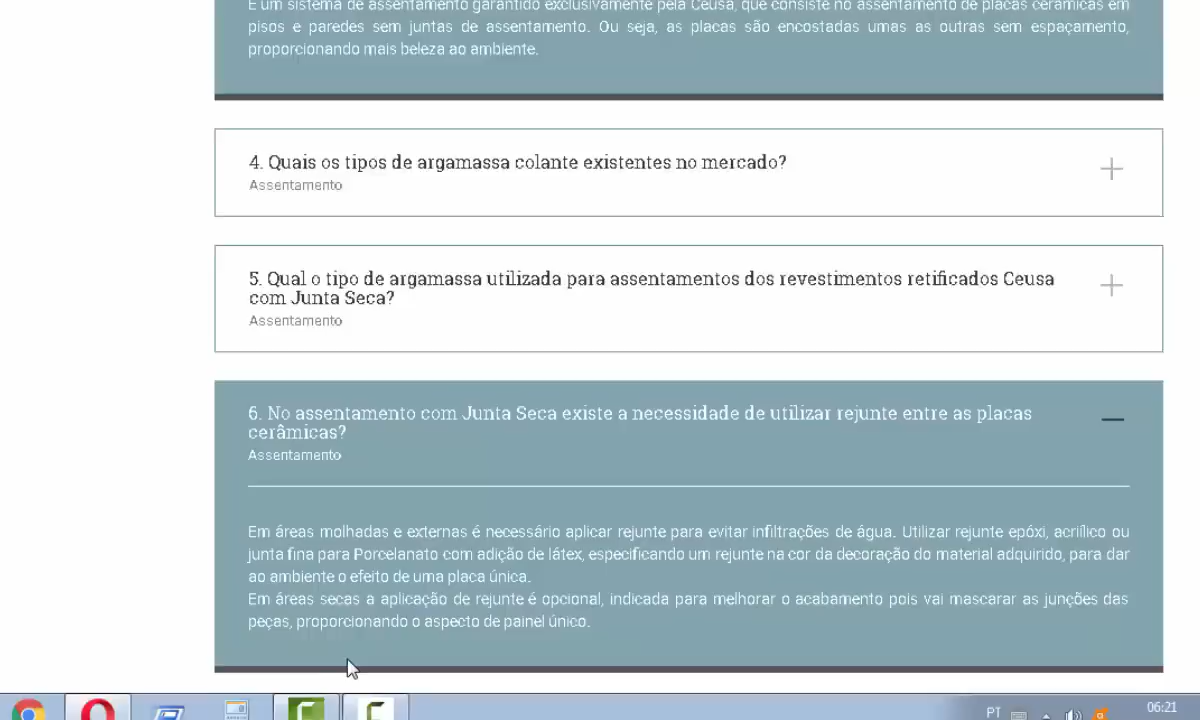 É um sistema de assentamento garantido exclusivamente pela Ceusa, que consiste no assentamento de placas cerâmicas em
pisos e paredes sem juntas de assentamento. Ou seja, as placas são encostadas umas as outras sem espaçamento,
proporcionando mais beleza ao ambiente.
4. Quais os tipos de argamassa colante existentes no mercado?
Assentamento
5. Qual o tipo de argamassa utilizada para assentamentos dos revestimentos retificados Ceusa
com Junta Seca?
Assentamento
6. No assentamento com Junta Seca existe a necessidade de utilizar rejunte entre as placas
cerâmicas?
Assentamento
Em áreas molhadas e externas é necessário aplicar rejunte para evitar infiltrações de água. Utilizar rejunte epóxi, acrílico ou
junta fina para Porcelanato com adição de látex, especificando um rejunte na cor da decoração do material adquirido, para dar
ao ambiente o efeito de uma placa única.
Em áreas secas a aplicação de rejunte é opcional, indicada para melhorar o acabamento pois vai mascarar as junções das
peças, proporcionando o aspecto de painel único.
PT
06:21